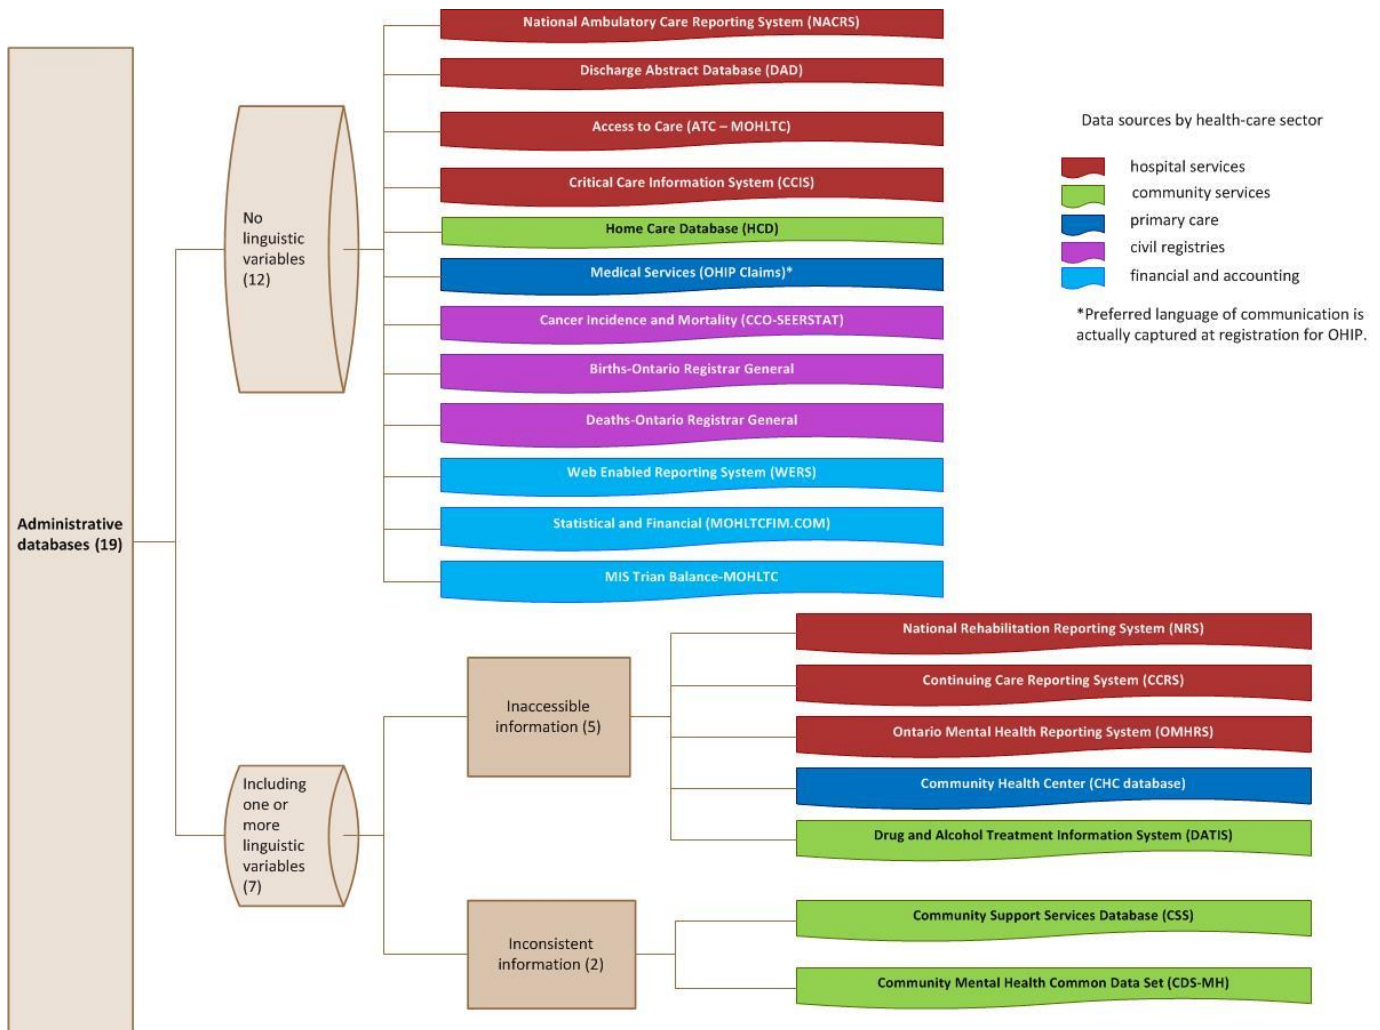 Administrative
databases (19)
No
linguistic
variables
(12)
National Ambulatory Care Reporting System (NACRS)
Discharge Abstract Database (DAD)
Access to Care (ATC – MOHLTC)
Critical Care Information System (CCIS)
Home Care Database (HCD)
Medical Services (OHIP Claims)*
Cancer Incidence and Mortality (CCO-SEERSTAT)
Births-Ontario Registrar General
Deaths-Ontario Registrar General
Web Enabled Reporting System (WERS)
Statistical and Financial (MOHLTCFIM.COM)
MIS Trian Balance-MOHLTC
Data sources by health-care sector
hospital services
community services
primary care
civil registries
financial and accounting
*Preferred language of communication is
actually captured at registration for OHIP.
Including
one or
more
linguistic
variables
(7)
Inaccessible
information (5)
National Rehabilitation Reporting System (NRS)
Continuing Care Reporting System (CCRS)
Ontario Mental Health Reporting System (OMHRS)
Community Health Center (CHC database)
Drug and Alcohol Treatment Information System (DATIS)
Inconsistent
information (2)
Community Support Services Database (CSS)
Community Mental Health Common Data Set (CDS-MH)